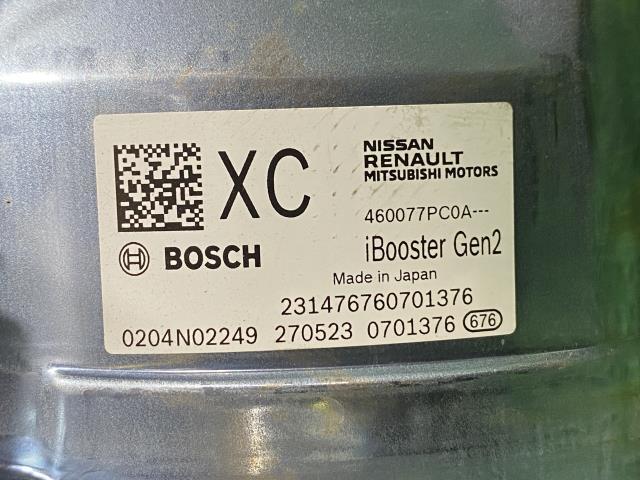 XC
NISSAN
RENAULT
MITSUBISHI MOTORS
460077PC0A---
BOSCH
iBooster Gen2
Made in Japan
231476760701376
0204N02249 270523 0701376 676